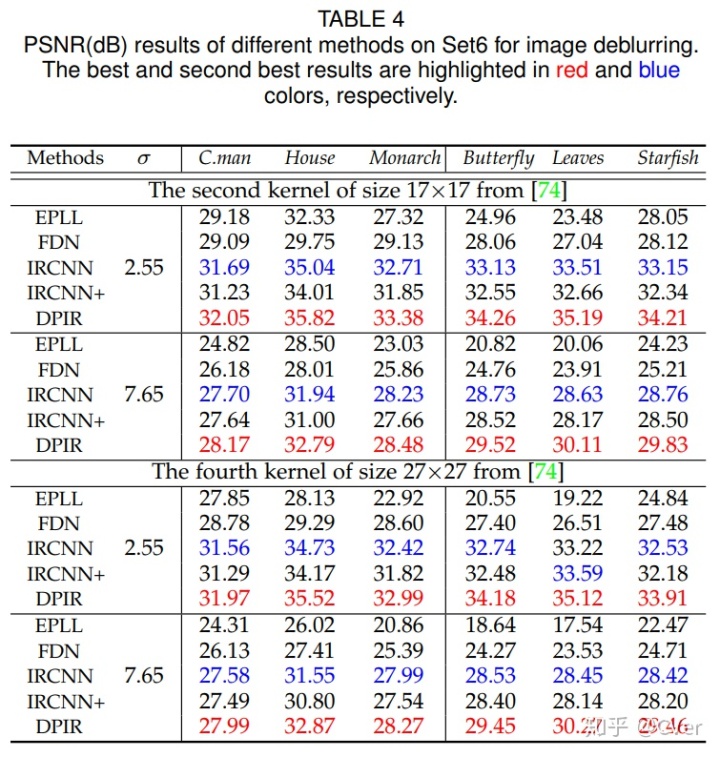 TABLE 4
PSNR(dB) results of different methods on Set6 for image deblurring.
The best and second best results are highlighted in red and blue
colors, respectively.
Methods σ C.man House Monarch Butterfly Leaves Starfish
The second kernel of size 17×17 from [74]
EPLL 29.18 32.33 27.32 24.96 23.48 28.05
FDN 29.09 29.75 29.13 28.06 27.04 28.12
IRCNN 2.55 31.69 35.04 32.71 33.13 33.51 33.15
IRCNN+ 31.23 34.01 31.85 32.55 32.66 32.34
DPIR 32.05 35.82 33.38 34.26 35.19 34.21
EPLL 24.82 28.50 23.03 20.82 20.06 24.23
FDN 26.18 28.01 25.86 24.76 23.91 25.21
IRCNN 7.65 27.70 31.94 28.23 28.73 28.63 28.76
IRCNN+ 27.64 31.00 27.66 28.52 28.17 28.50
DPIR 28.17 32.79 28.48 29.52 30.11 29.83
The fourth kernel of size 27×27 from [74]
EPLL 27.85 28.13 22.92 20.55 19.22 24.84
FDN 28.78 29.29 28.60 27.40 26.51 27.48
IRCNN 2.55 31.56 34.73 32.42 32.74 33.22 32.53
IRCNN+ 31.29 34.17 31.82 32.48 33.59 32.18
DPIR 31.97 35.52 32.99 34.18 35.12 33.91
EPLL 24.31 26.02 20.86 18.64 17.54 22.47
FDN 26.13 27.41 25.39 24.27 23.53 24.71
IRCNN 7.65 27.58 31.55 27.99 28.53 28.45 28.42
IRCNN+ 27.49 30.80 27.54 28.40 28.14 28.20
DPIR 27.99 32.87 28.27 29.45
知乎